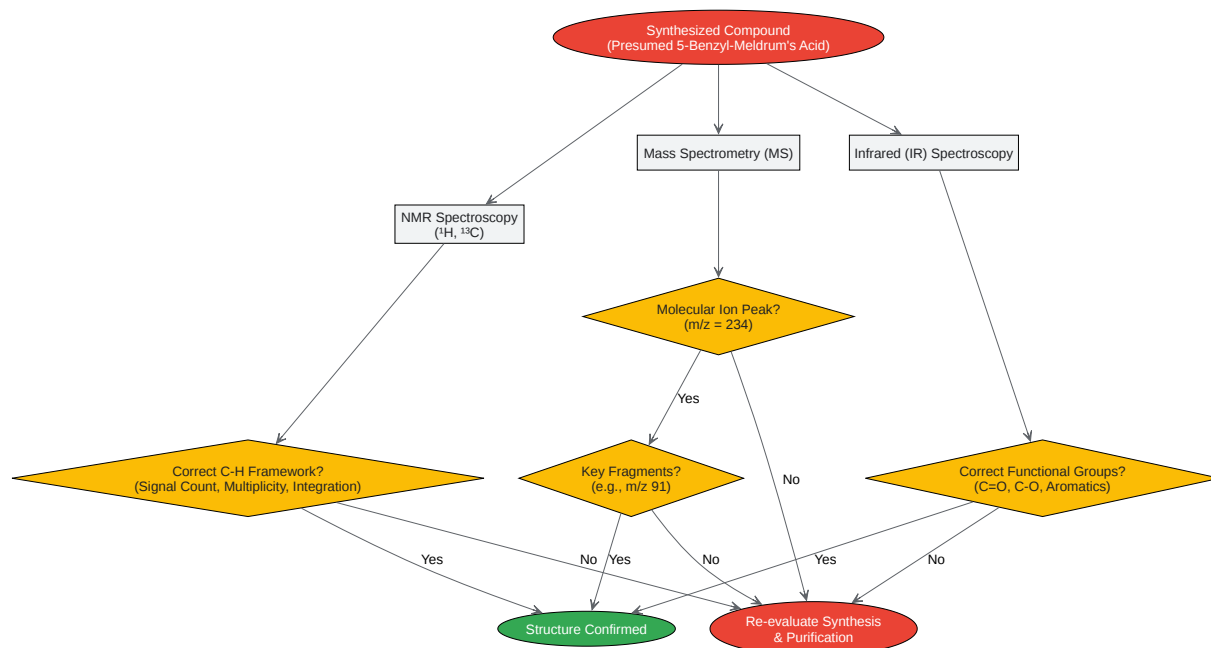 Synthesized Compound
(Presumed 5-Benzyl-Meldrum's Acid)
Mass Spectrometry (MS)
Infrared (IR) Spectroscopy
NMR Spectroscopy
(¹H, ¹³C)
Molecular Ion Peak?
(m/z = 234)
Yes
Correct C-H Framework?
(Signal Count, Multiplicity, Integration)
Key Fragments?
(e.g., m/z 91)
No
Correct Functional Groups?
(C=O, C-O, Aromatics)
Yes
No
Yes
No
Yes
No
Structure Confirmed
Re-evaluate Synthesis
& Purification